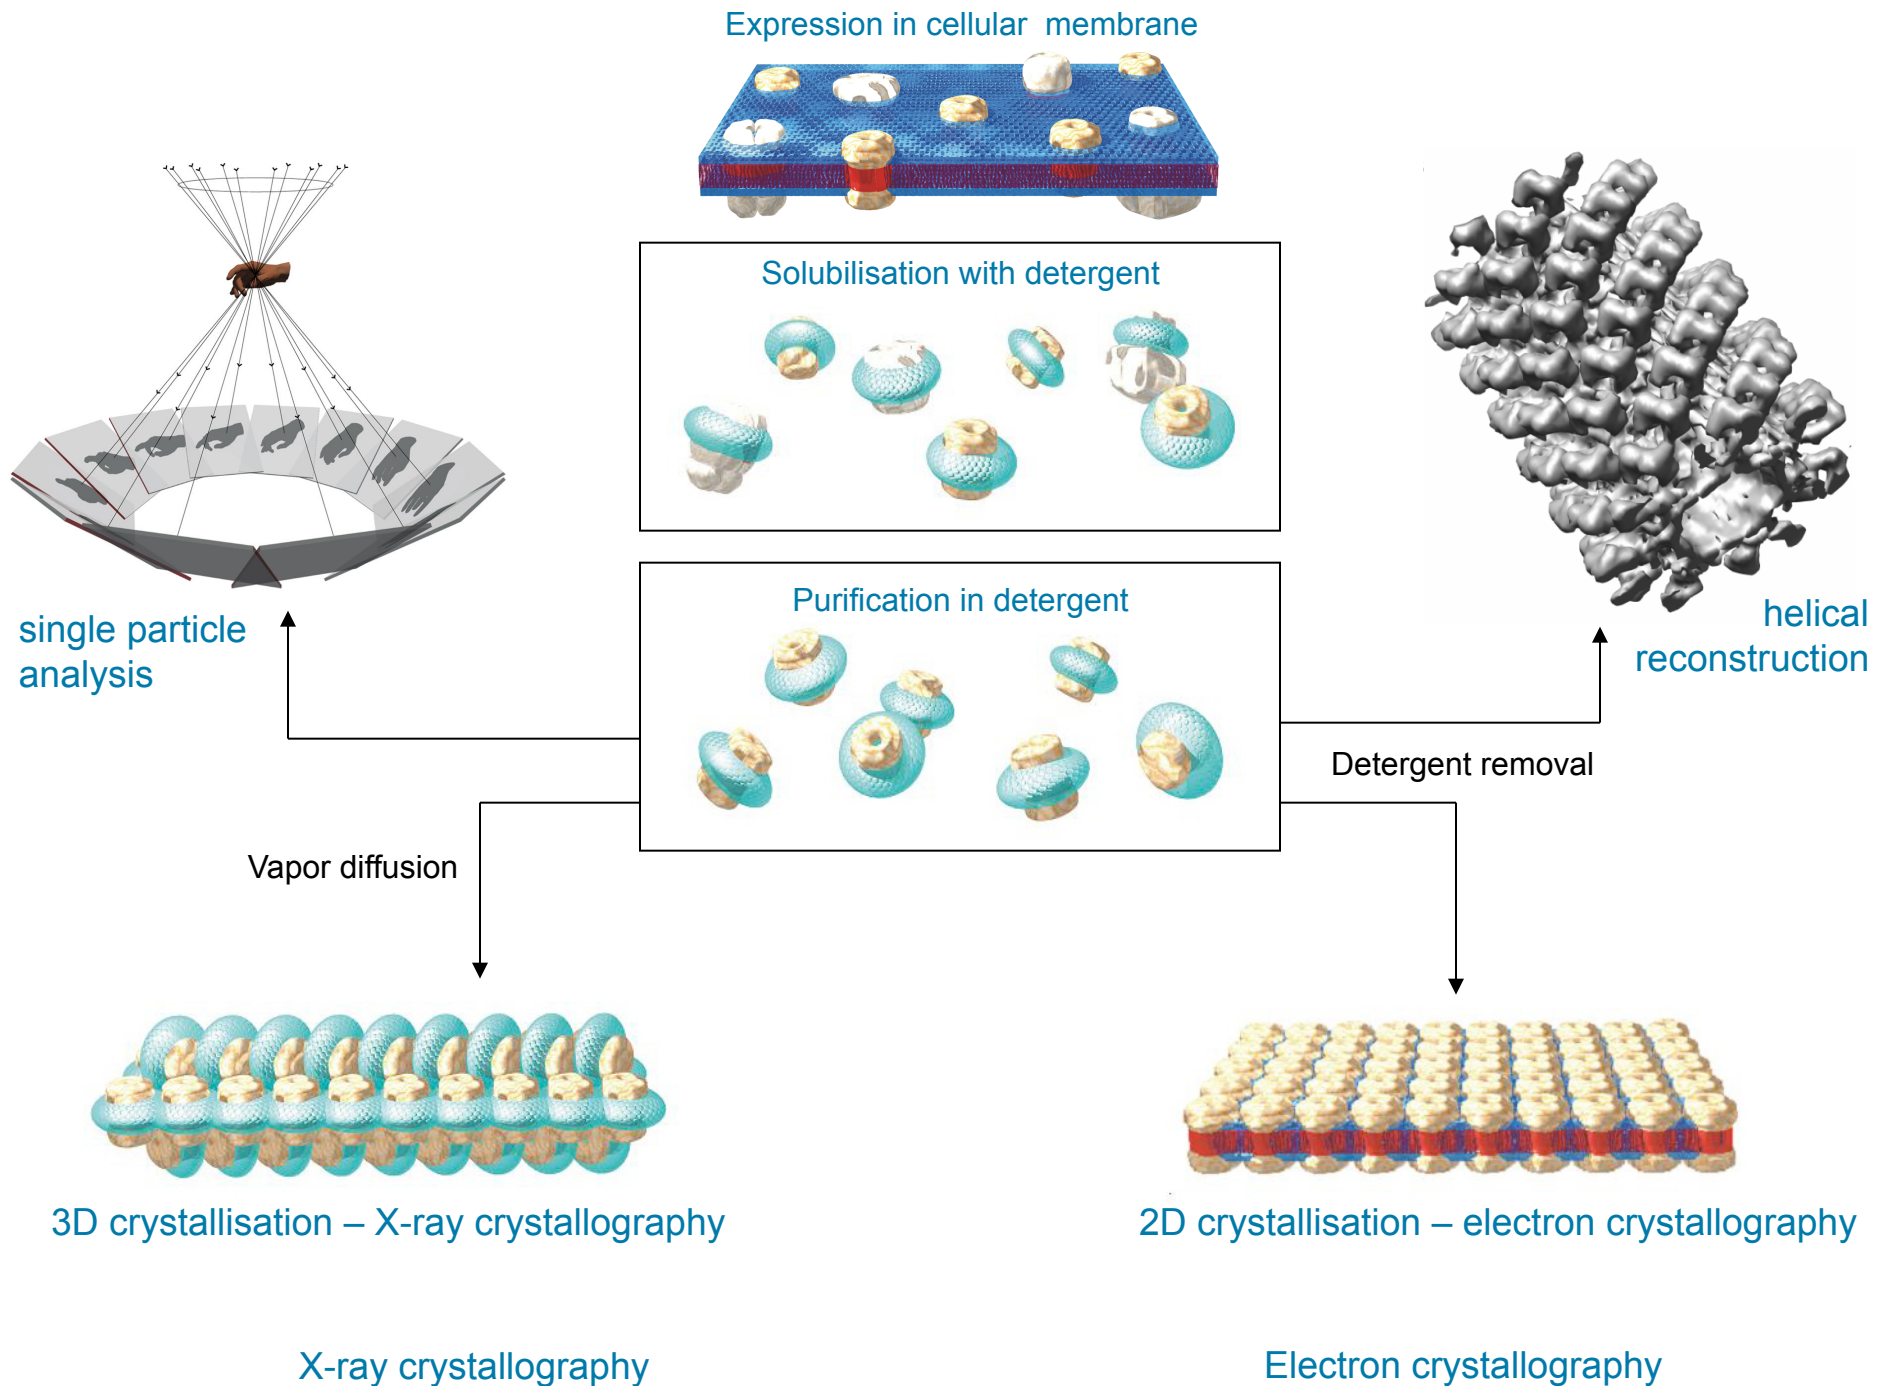 Expression in cellular membrane
Solubilisation with detergent
Purification in detergent
single particle
analysis
helical
reconstruction
Detergent removal
Vapor diffusion
3D crystallisation – X-ray crystallography
2D crystallisation – electron crystallography
X-ray crystallography
Electron crystallography